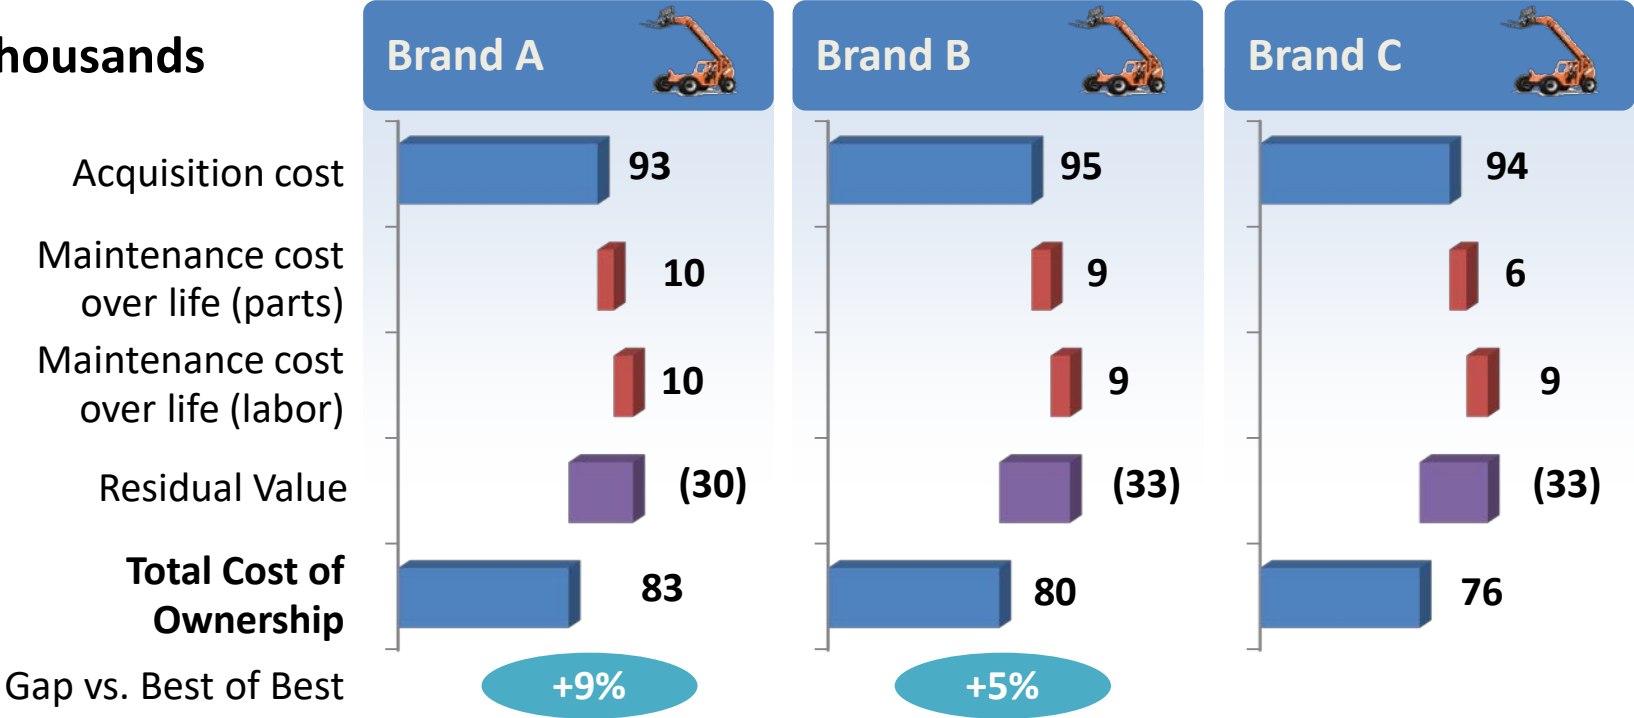 housands
Brand A
Brand B
Brand C
Acquisition cost
93
95
94
Maintenance cost
over life (parts)
10
9
6
Maintenance cost
over life (labor)
10
9
9
Residual Value
(30)
(33)
(33)
Total Cost of
Ownership
83
80
76
Gap vs. Best of Best
+9%
+5%